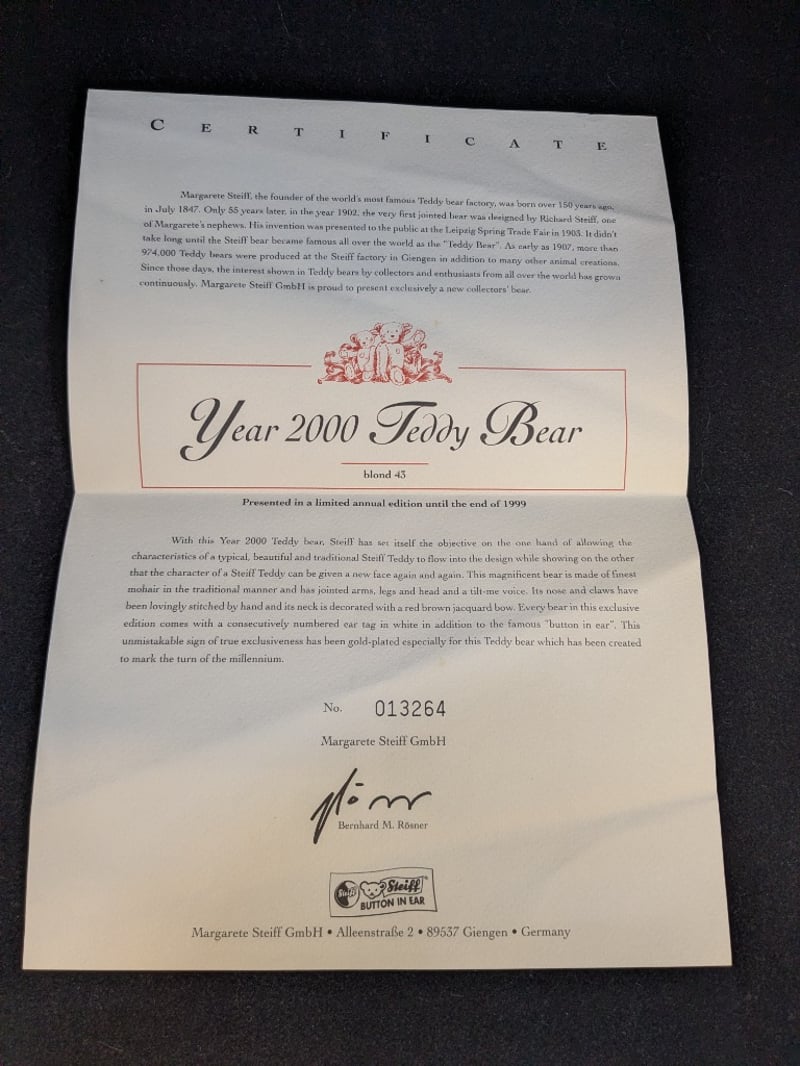 CERTIFICATE
Margarete Steiff, the founder of the world's most famous Teddy bear factory, was born over 150 years ago,
in July 1847. Only 55 years later, in the year 1902, the very first jointed bear was designed by Richard Steiff, one
of Margarete's nephews. His invention was presented to the public at the Leipzig Spring Trade Fair in 1903. It didn't
take long until the Steiff bear became famous all over the world as the "Teddy Bear". As early as 1907, more than
974.000 Teddy bears were produced at the Steiff factory in Giengen in addition to many other animal creations.
Since those days, the interest shown in Teddy bears by collectors and enthusiasts from all over the world has grown
continuously. Margarete Steiff GmbH is proud to present exclusively a new collectors' bear.
Year 2000 Teddy Bear
blond 43
Presented in a limited annual edition until the end of 1999
With this Year 2000 Teddy bear, Steiff has set itself the objective on the one hand of allowing the
characteristics of a typical, beautiful and traditional Steiff Teddy to flow into the design while showing on the other
that the character of a Steiff Teddy can be given a new face again and again. This magnificent bear is made of finest
mohair in the traditional manner and has jointed arms, legs and head and a tilt-me voice. Its nose and claws have
been lovingly stitched by hand and its neck is decorated with a red brown jacquard bow. Every bear in this exclusive
edition comes with a consecutively numbered ear tag in white in addition to the famous "button in ear". This
unmistakable sign of true exclusiveness has been gold-plated especially for this Teddy bear which has been created
to mark the turn of the millennium.
No. 013264
Margarete Steiff GmbH
Bernhard M. Rösner
Steiff Steiff
BUTTON IN EAR
Margarete Steiff GmbH • Alleenstraße 2 • 89537 Giengen • Germany